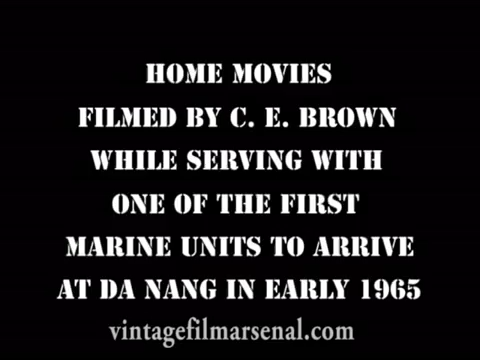 HOME MOVIES
FILMED BY C. E. BROWN
WHILE SERVING WITH
ONE OF THE FIRST
MARINE UNITS TO ARRIVE
AT DA NANG IN EARLY 1965
vintagefilmarsenal.com